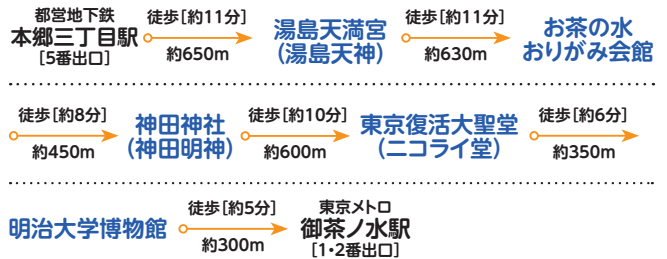 都営地下鉄
本郷三丁目駅
[5番出口]
徒歩[約11分]
約650m
湯島天満宮
(湯島天神)
徒歩[約11分]
約630m
お茶の水
おりがみ会館
徒歩[約8分]
約450m
神田神社
(神田明神)
徒歩[約10分]
約600m
東京復活大聖堂
(ニコライ堂)
徒歩[約6分]
約350m
明治大学博物館
徒歩[約5分]
約300m
東京メトロ
御茶ノ水駅
[1・2番出口]